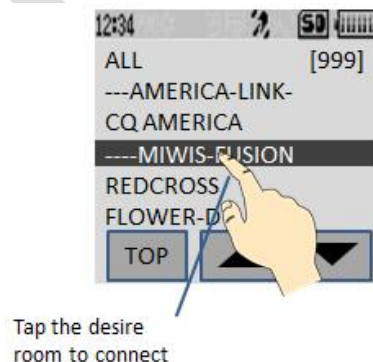 12:34 SD
ALL [999]
---AMERICA-LINK-
CQ AMERICA
----MIWIS-FUSION
REDCROSS
FLOWER-D
TOP
Tap the desire
room to connect